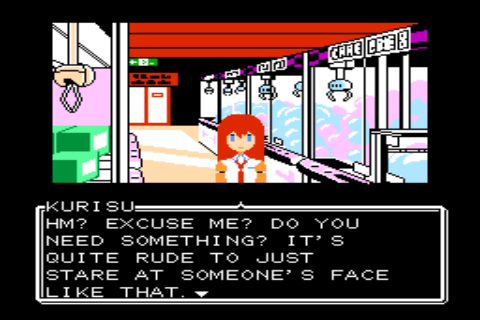 KURISU
HM? EXCUSE ME? DO YOU
NEED SOMETHING? IT'S
QUITE RUDE TO JUST
STARE AT SOMEONE'S FACE
LIKE THAT.